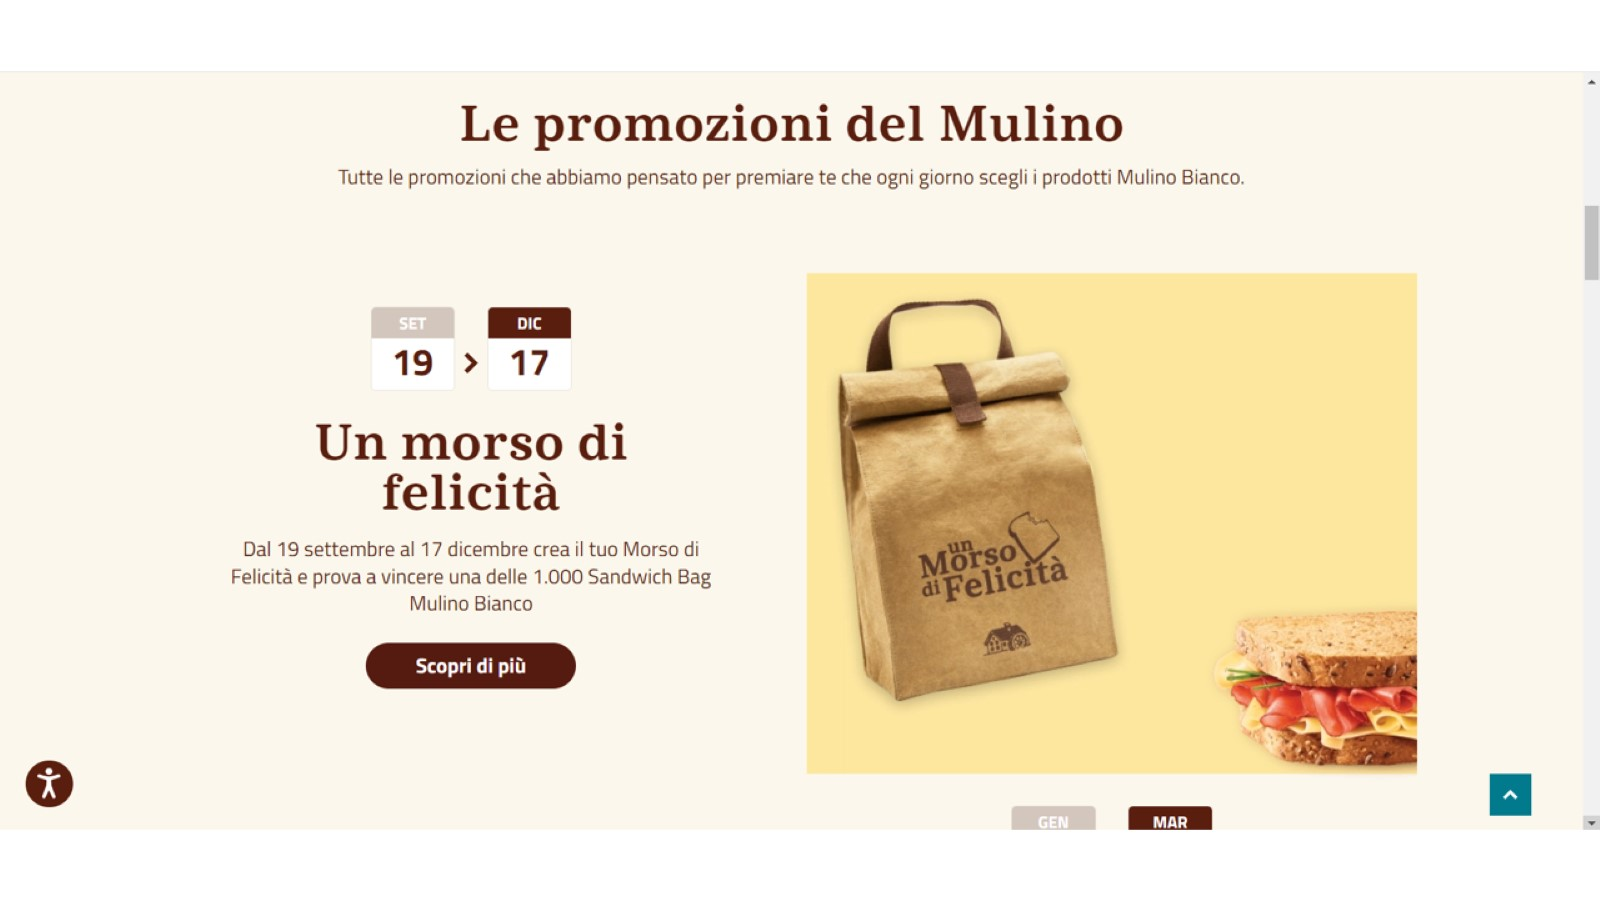 Le promozioni del Mulino
Tutte le promozioni che abbiamo pensato per premiare te che ogni giorno scegli i prodotti Mulino Bianco.
SET
DIC
19
17
Un morso di
felicità
Dal 19 settembre al 17 dicembre crea il tuo Morso di
Felicità e prova a vincere una delle 1.000 Sandwich Bag
Mulino Bianco
Scopri di più
un
Morso
di Felicità
GEN
MAR